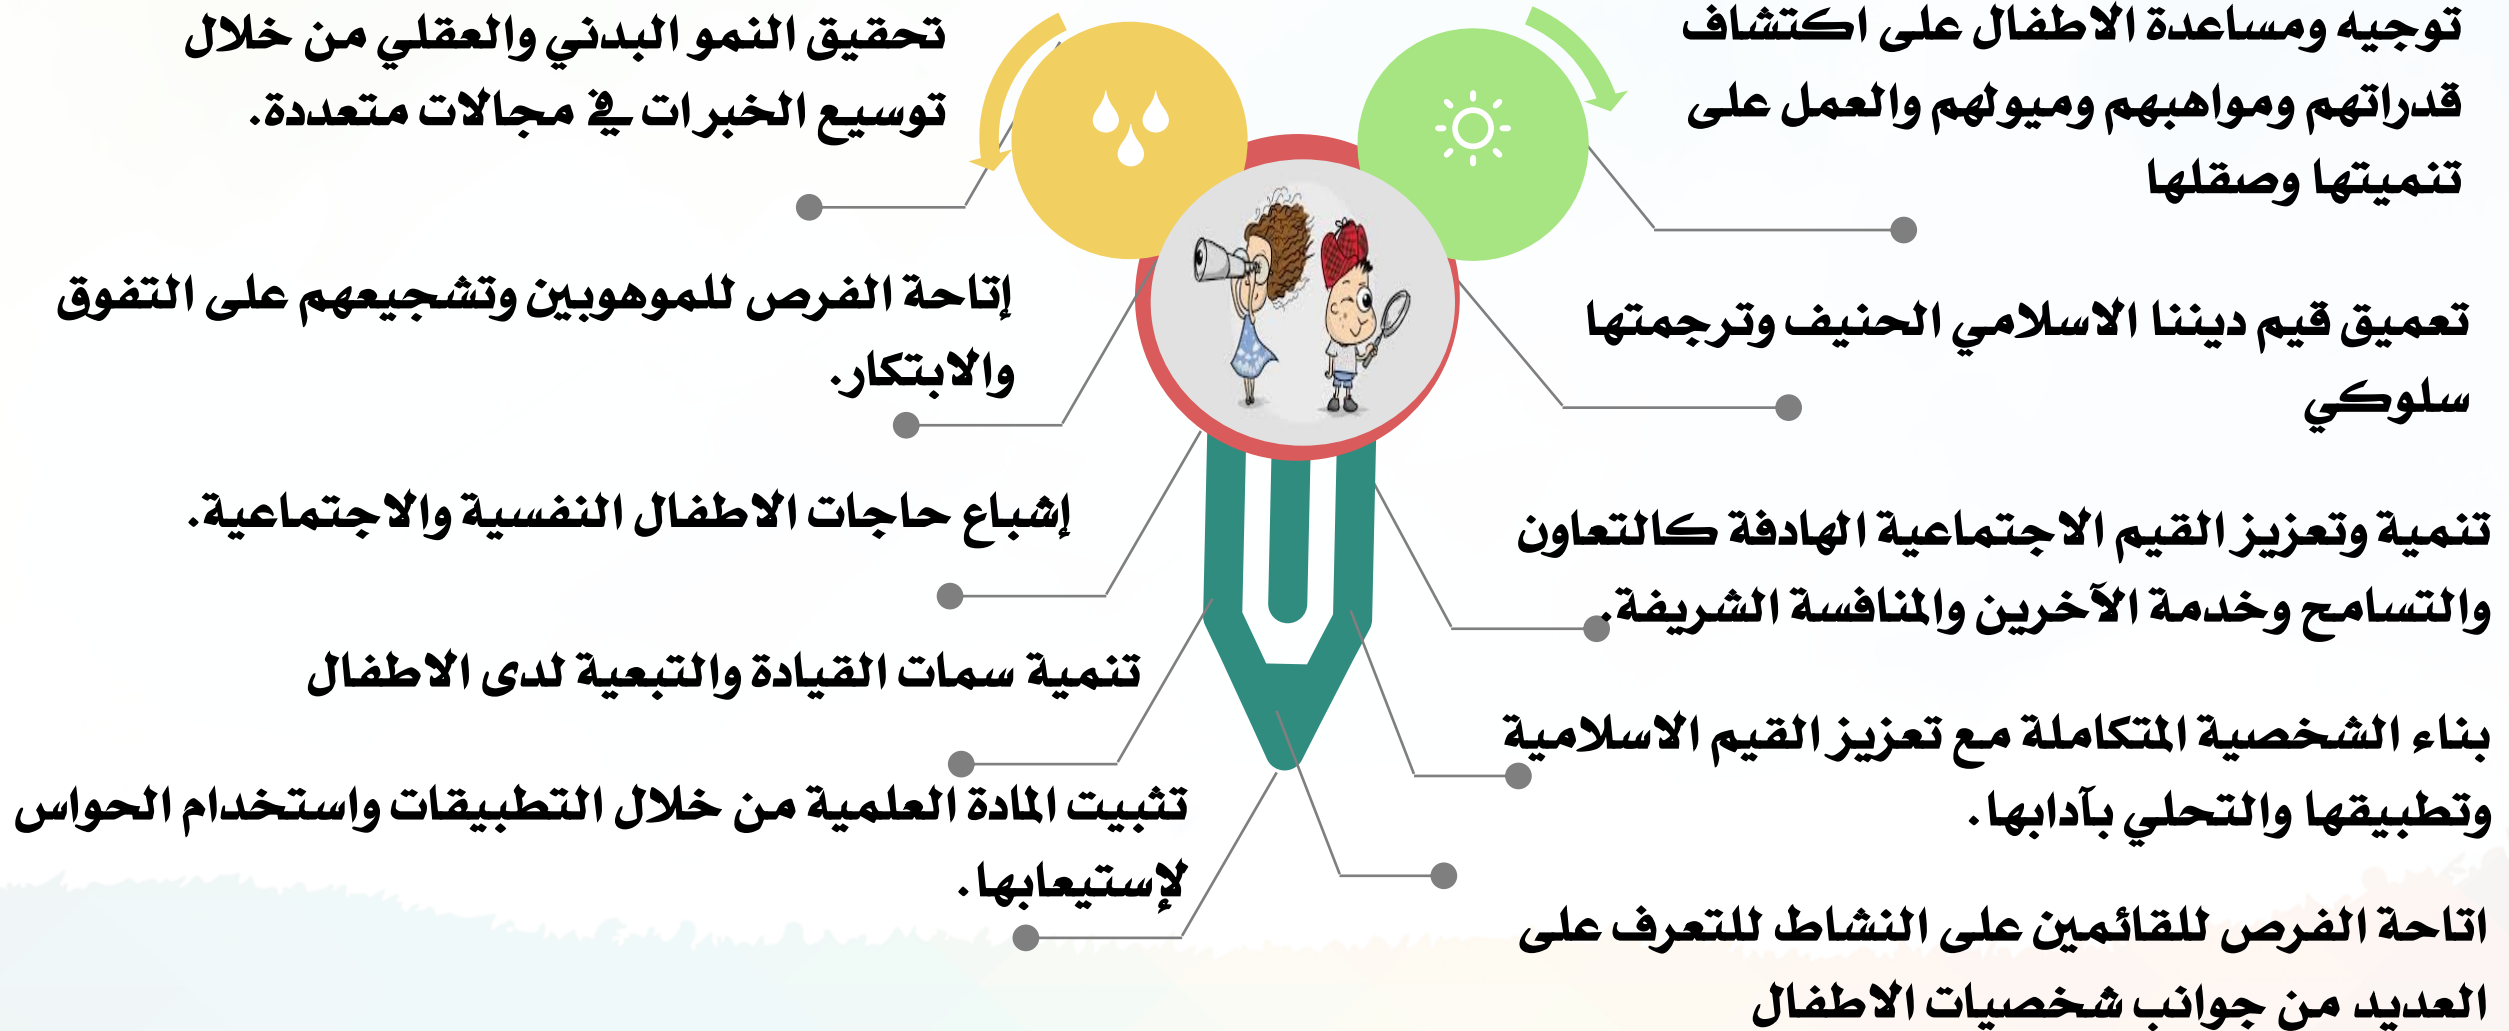 توجيه ومساعدة الاطفال على اكتشاف
قدراتهم ومواهبهم وميولهم والعمل على
تنميتها وصقلها
تعميق قيم ديننا الاسلامي الحنيف وترجمتها
سلوكي
تنمية وتعزيز القيم الاجتماعية الهادفة كالتعاون
والتسامح وخدمة الآخرين والمنافسة الشريفة.
بناء الشخصية المتكاملة مع تعزيز القيم الاسلامية
وتطبيقها والتحلي بآدابها.
اتاحة الفرص للقائمين على النشاط للتعرف على
العديد من جوانب شخصيات الاطفال
تحقيق النمو البدني والعقلي من خلال
توسيع الخبرات في مجالات متعددة.
إتاحة الفرص للموهوبين وتشجيعهم على التفوق
والابتكار.
إشباع حاجات الاطفال النفسية والاجتماعية.
تنمية سمات القيادة والتبعية لدى الاطفال
تثبيت المادة العلمية من خلال التطبيقات واستخدام الحواس
لإستيعابها.